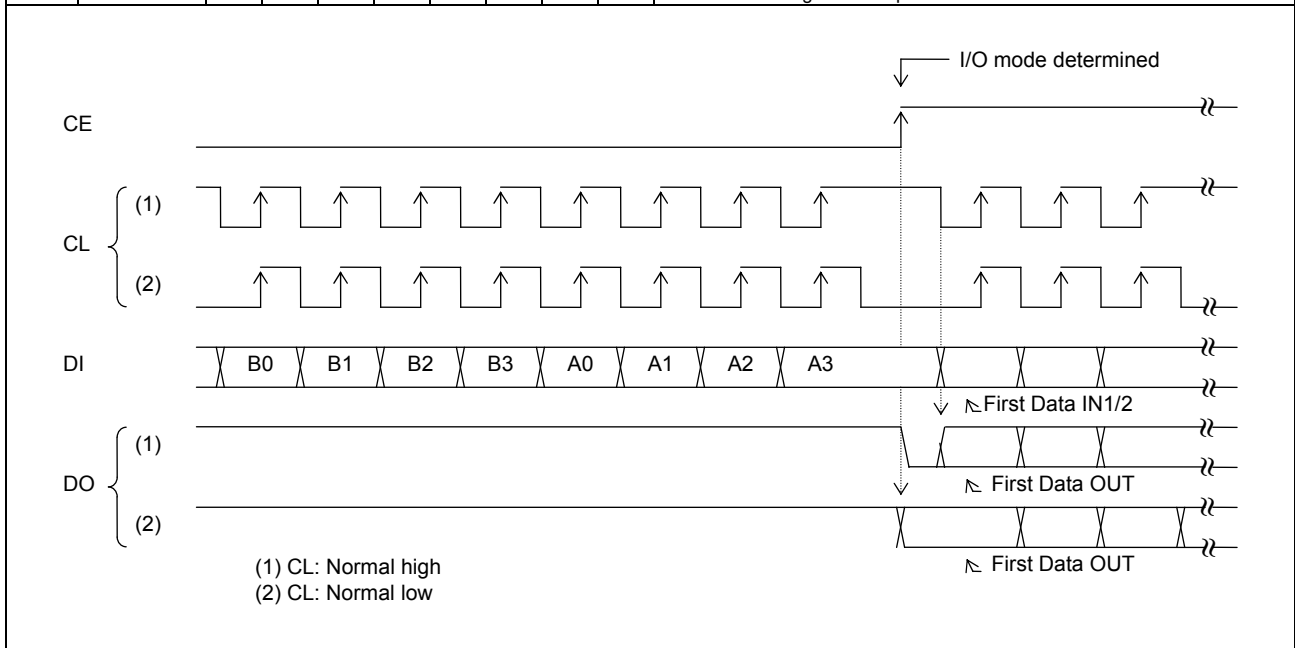 I/O mode determined
CE
CL
(1)
(2)
DI B0 B1 B2 B3 A0 A1 A2 A3
First Data IN1/2
DO
(1)
First Data OUT
(2)
First Data OUT
(1) CL: Normal high
(2) CL: Normal low